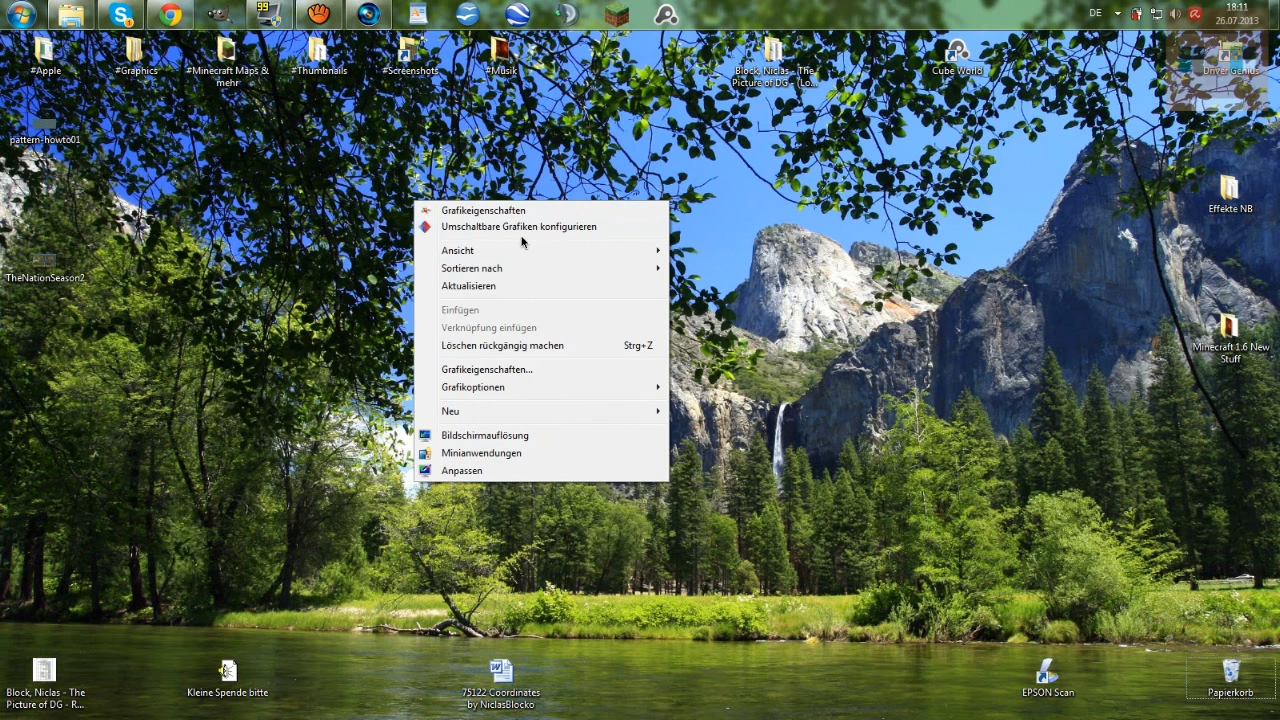 99
DE
18:11
26.07.2013
#Apple
#Graphics
#Minecraft Maps &
mehr
#Thumbnails
#Screenshots
#Musik
Block, Niclas - The
Picture of DG - (Lo...
Cube World
Driver Genius
pattern-howto01
Effekte NB
TheNationSeason2
Minecraft 1.6 New
Stuff
Grafikeigenschaften
Umschaltbare Grafiken konfigurieren
Ansicht
Sortieren nach
Aktualisieren
Einfügen
Verknüpfung einfügen
Löschen rückgängig machen Strg+Z
Grafikeigenschaften...
Grafikoptionen
Neu
Bildschirmauflösung
Minianwendungen
Anpassen
Block, Niclas - The
Picture of DG - R...
Kleine Spende bitte
75122 Coordinates
by NiclasBlocko
EPSON Scan
Papierkorb